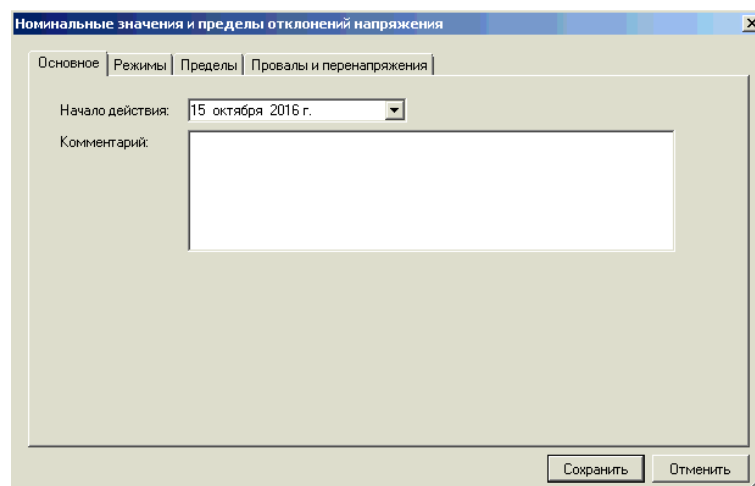 Номинальные значения и пределы отклонений напряжения
Основное Режимы Пределы Провалы и перенапряжения
Начало действия: 15 октября 2016 г.
Комментарий:
Сохранить Отменить